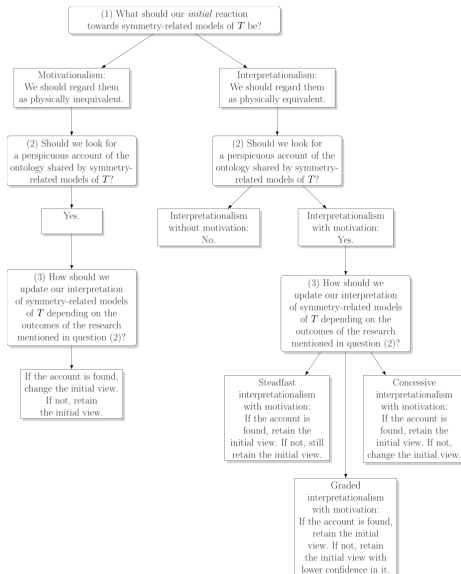 (1) What should our initial reaction
towards symmetry-related models of T be?
Motivationalism:
We should regard them
as physically inequivalent.
Interpretationalism:
We should regard them
as physically equivalent.
(2) Should we look for
a perspicuous account of the
ontology shared by symmetry-
related models of T?
(2) Should we look for
a perspicuous account of the
ontology shared by symmetry-
related models of T?
Yes.
Interpretationalism
without motivation:
No.
Interpretationalism
with motivation:
Yes.
(3) How should we
update our interpretation
of symmetry-related models
of T depending on the
outcomes of the research
mentioned in question (2)?
(3) How should we
update our interpretation
of symmetry-related models
of T depending on the
outcomes of the research
mentioned in question (2)?
If the account is found,
change the initial view.
If not, retain
the initial view.
Steadfast
interpretationalism
with motivation:
If the account is
found, retain the
initial view. If not, still
retain the initial view.
Concessive
interpretationalism
with motivation:
If the account is
found, retain the
initial view. If not,
change the initial view.
Graded
interpretationalism
with motivation:
If the account is found,
retain the initial
view. If not, retain
the initial view with
lower confidence in it.